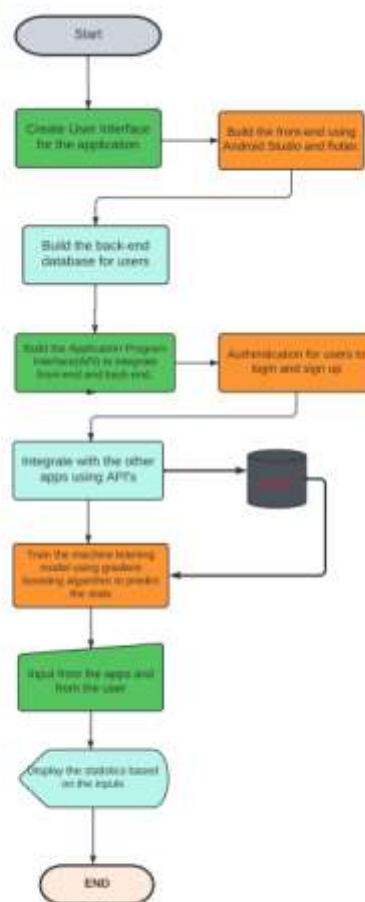 Start
Create User Interface
for the application
Build the front-end using
Android Studio and flutter
Build the back-end
database for users
Build the Application Program
Interface(API) to integrate
front-end and back-end
Authentication for users to
login and sign up
Integrate with the other
apps using API's
Train the machine learning
model using gradient
boosting algorithm to predict
the stats
Input from the apps and
from the user
Display the statistics based
on the inputs
END